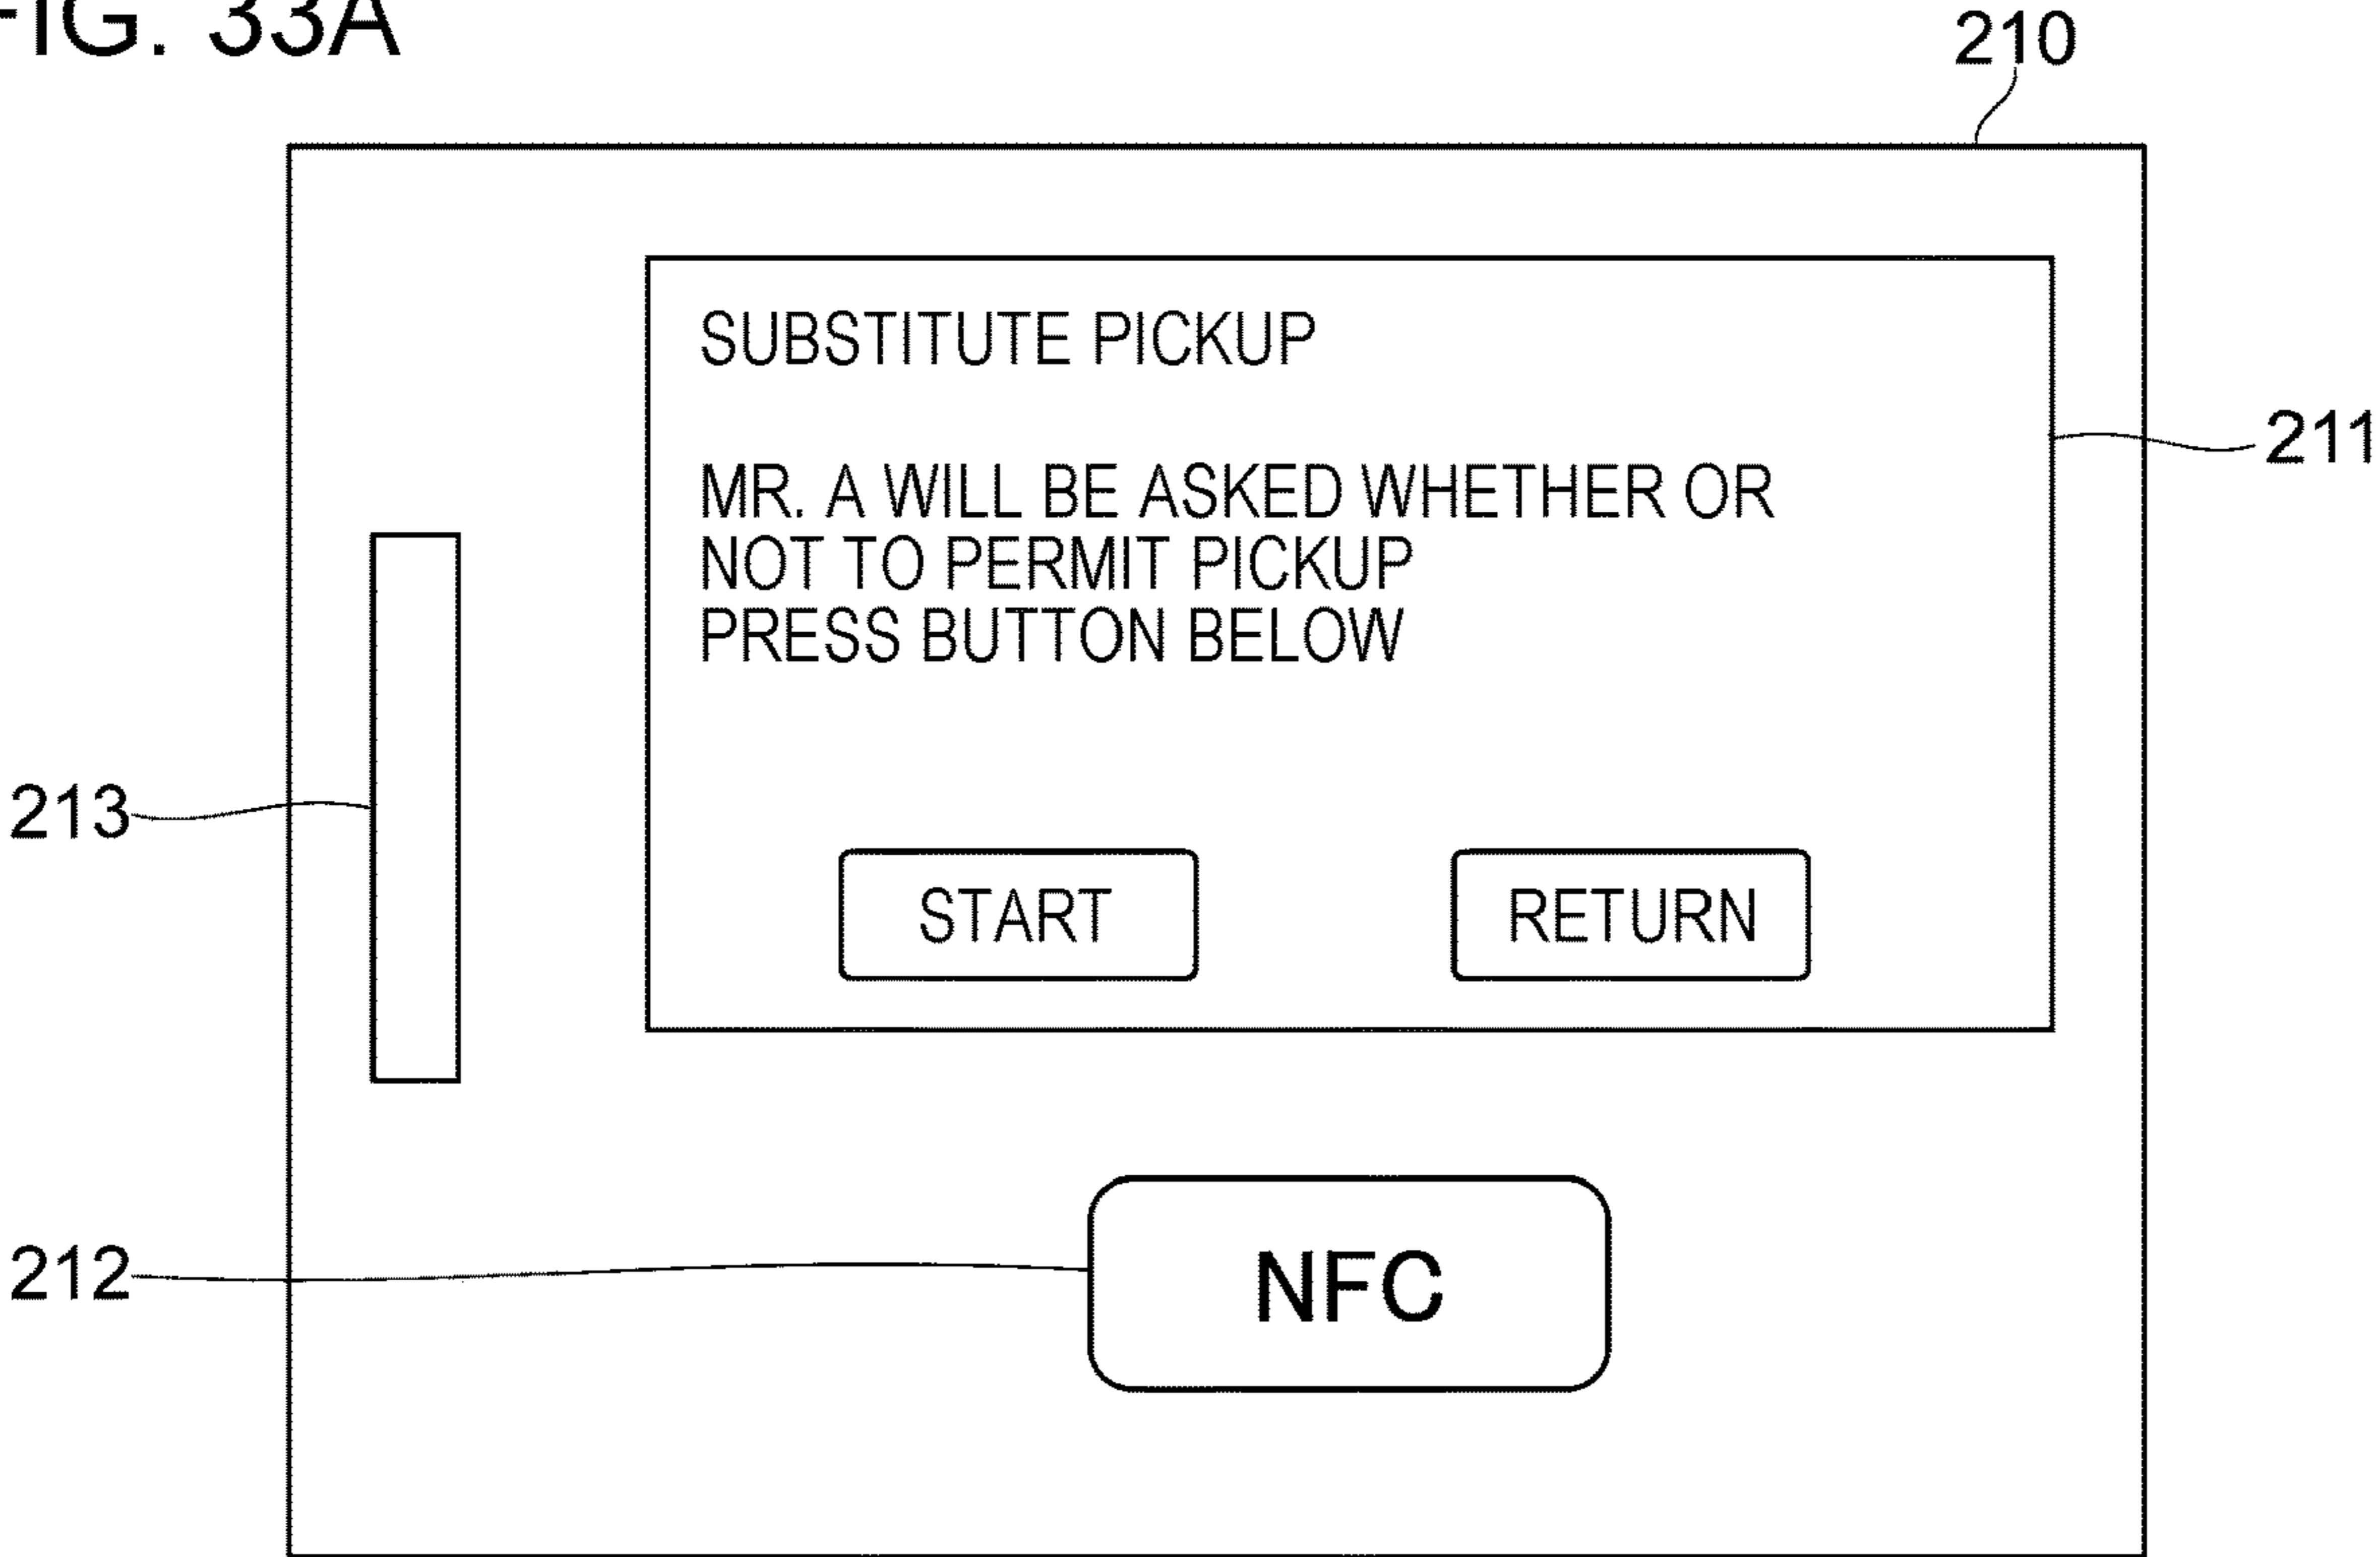 FIG. 33A
210
SUBSTITUTE PICKUP
MR. A WILL BE ASKED WHETHER OR
NOT TO PERMIT PICKUP
PRESS BUTTON BELOW
211
213
START
RETURN
212
NFC